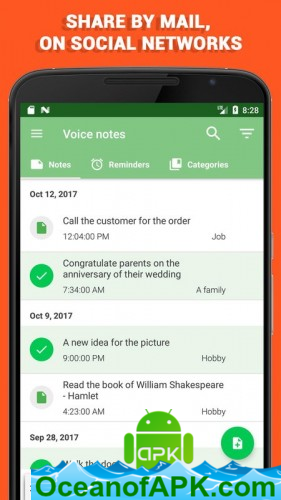 SHARE BY MAIL,
ON SOCIAL NETWORKS
8:28
Voice notes
Notes
Reminders
Categories
Oct 12, 2017
Call the customer for the order
12:04:00 PM
Job
Congratulate parents on the
anniversary of their wedding
7:34:00 AM
A family
Oct 9, 2017
A new idea for the picture
9:00:00 PM
Hobby
Read the book of William Shakespeare
- Hamlet
4:23:00 AM
Hobby
Sep 28, 2017
Walk the do
APK
OceanofAPK.com